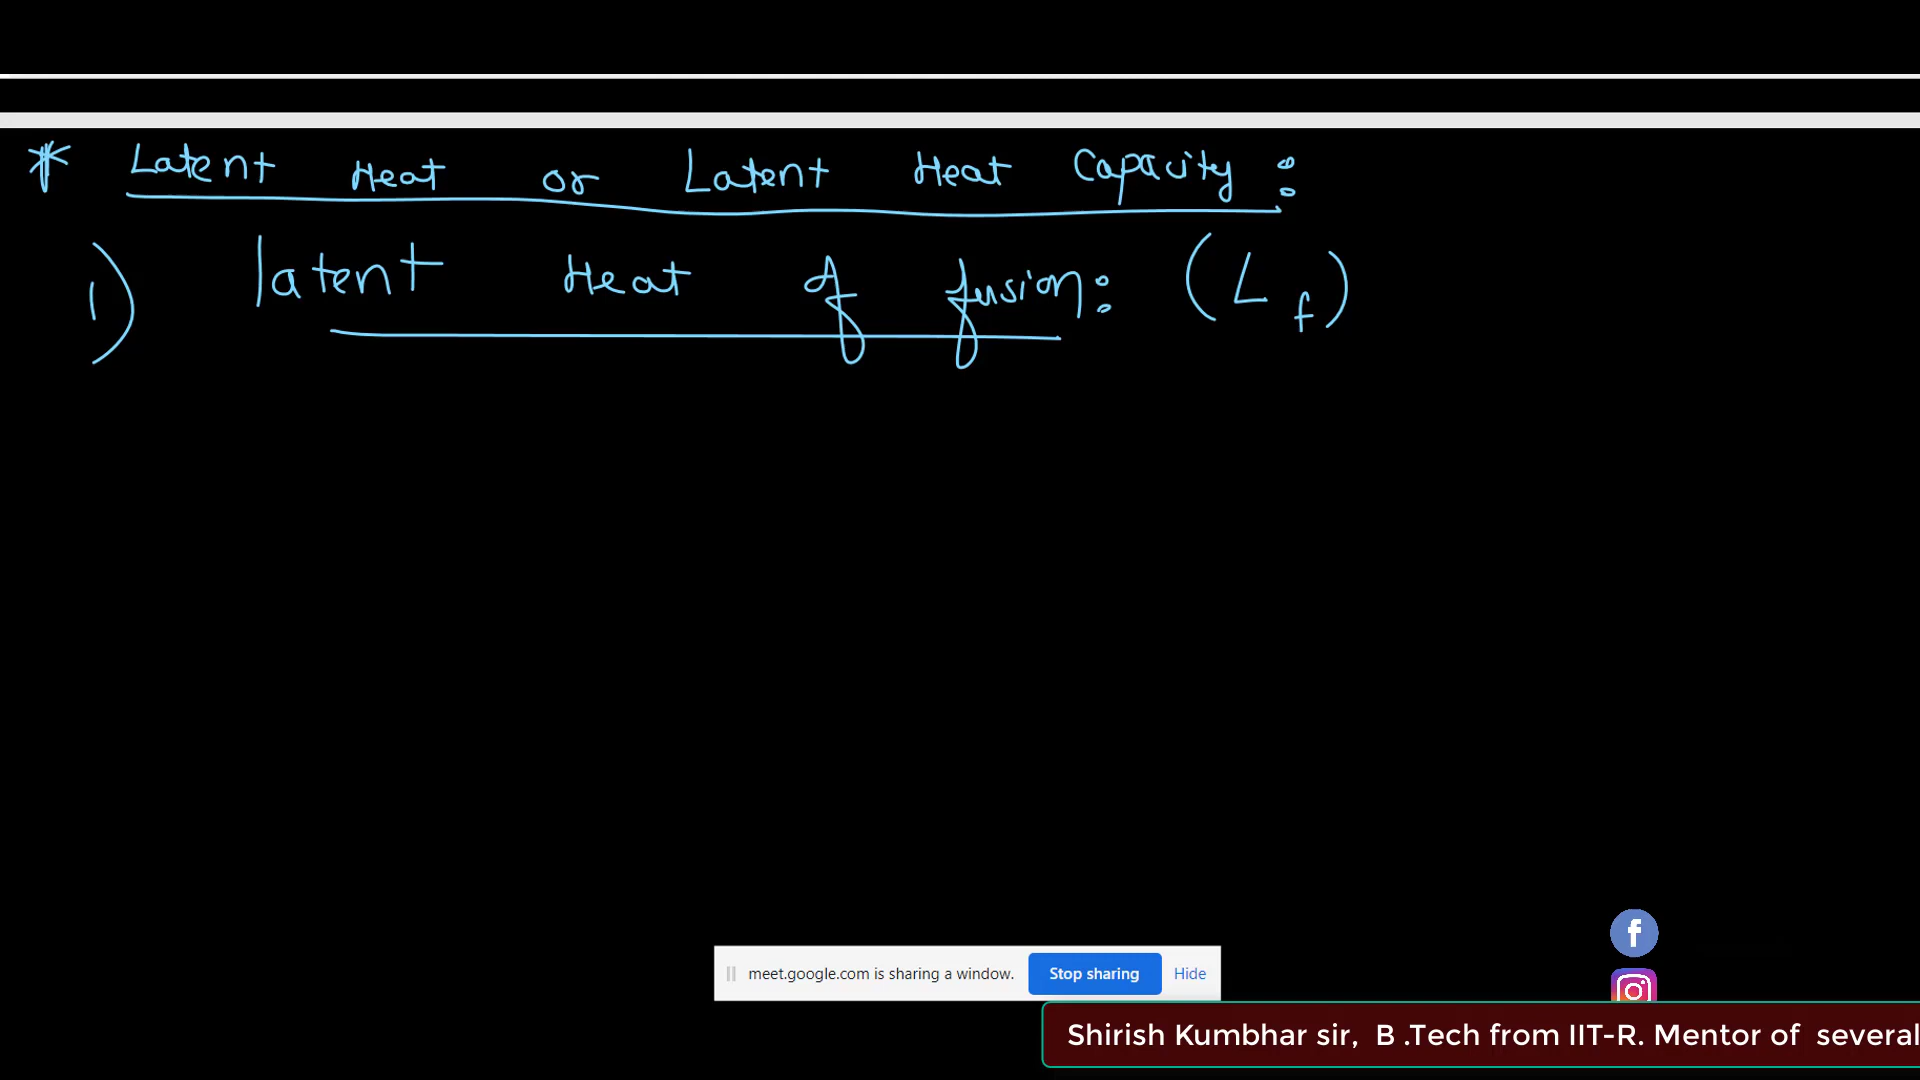 * Latent Heat or Latent Heat Capacity :
1) latent Heat of fusion: (Lf)
meet.google.com is sharing a window. Stop sharing Hide
Shirish Kumbhar sir, B .Tech from IIT-R. Mentor of several